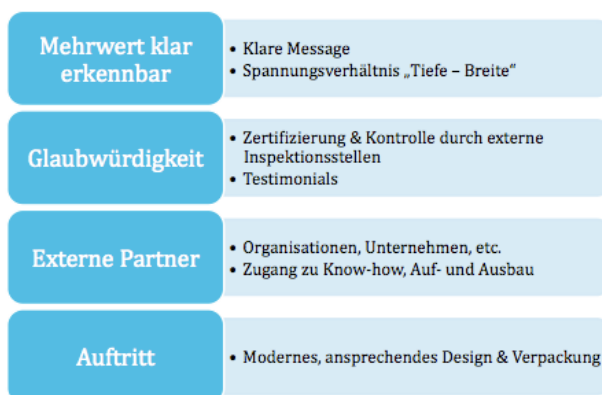 Mehrwert klar
erkennbar
• Klare Message
• Spannungsverhältnis „Tiefe – Breite“
Glaubwürdigkeit
• Zertifizierung & Kontrolle durch externe
Inspektionsstellen
• Testimonials
Externe Partner
• Organisationen, Unternehmen, etc.
• Zugang zu Know-how, Auf- und Ausbau
Auftritt
• Modernes, ansprechendes Design & Verpackung